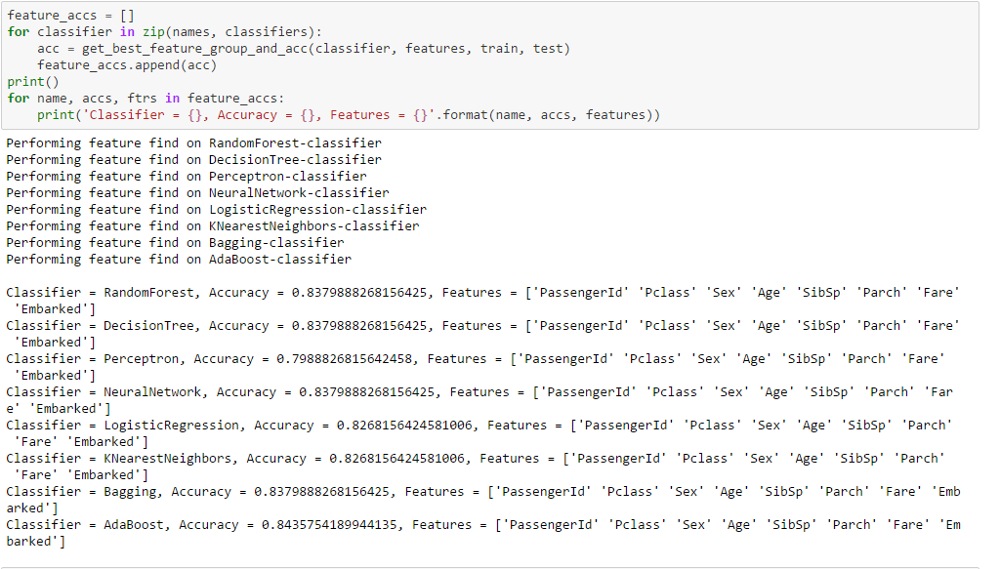 feature_accs = []
for classifier in zip(names, classifiers):
    acc = get_best_feature_group_and_acc(classifier, features, train, test)
    feature_accs.append(acc)
print()
for name, accs, ftrs in feature_accs:
    print('Classifier = {}, Accuracy = {}, Features = {}'.format(name, accs, features))
Performing feature find on RandomForest-classifier
Performing feature find on DecisionTree-classifier
Performing feature find on Perceptron-classifier
Performing feature find on NeuralNetwork-classifier
Performing feature find on LogisticRegression-classifier
Performing feature find on KNearestNeighbors-classifier
Performing feature find on Bagging-classifier
Performing feature find on AdaBoost-classifier

Classifier = RandomForest, Accuracy = 0.8379888268156425, Features = ['PassengerId' 'Pclass' 'Sex' 'Age' 'SibSp' 'Parch' 'Fare'
 'Embarked']
Classifier = DecisionTree, Accuracy = 0.8379888268156425, Features = ['PassengerId' 'Pclass' 'Sex' 'Age' 'SibSp' 'Parch' 'Fare'
 'Embarked']
Classifier = Perceptron, Accuracy = 0.7988826815642458, Features = ['PassengerId' 'Pclass' 'Sex' 'Age' 'SibSp' 'Parch' 'Fare'
 'Embarked']
Classifier = NeuralNetwork, Accuracy = 0.8379888268156425, Features = ['PassengerId' 'Pclass' 'Sex' 'Age' 'SibSp' 'Parch' 'Far
e' 'Embarked']
Classifier = LogisticRegression, Accuracy = 0.8268156424581006, Features = ['PassengerId' 'Pclass' 'Sex' 'Age' 'SibSp' 'Parch'
 'Fare' 'Embarked']
Classifier = KNearestNeighbors, Accuracy = 0.8268156424581006, Features = ['PassengerId' 'Pclass' 'Sex' 'Age' 'SibSp' 'Parch'
 'Fare' 'Embarked']
Classifier = Bagging, Accuracy = 0.8379888268156425, Features = ['PassengerId' 'Pclass' 'Sex' 'Age' 'SibSp' 'Parch' 'Fare' 'Emb
arked']
Classifier = AdaBoost, Accuracy = 0.8435754189944135, Features = ['PassengerId' 'Pclass' 'Sex' 'Age' 'SibSp' 'Parch' 'Fare' 'Em
barked']